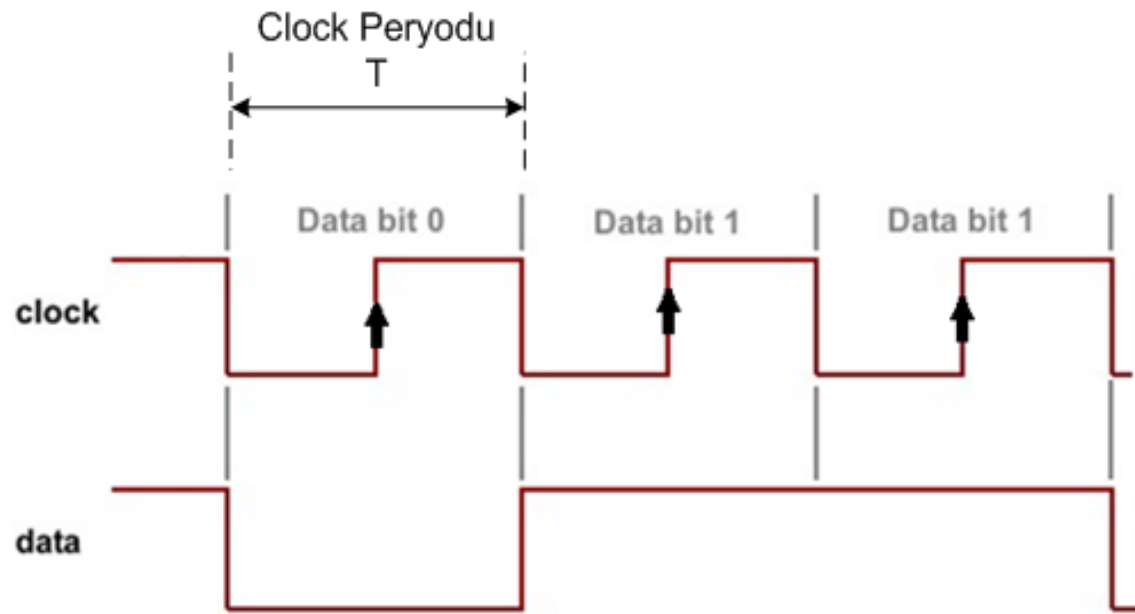 Clock Peryodu
T
Data bit 0
Data bit 1
Data bit 1
clock
data